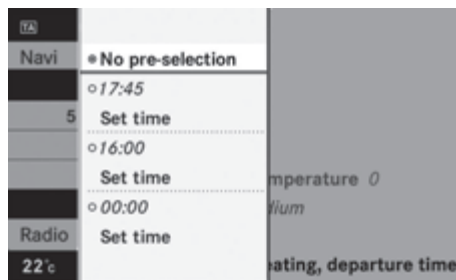 TA
Navi
No pre-selection
17:45
5 Set time
16:00
Set time
mperature 0
00:00
dium
Radio Set time
22°c
eating, departure time